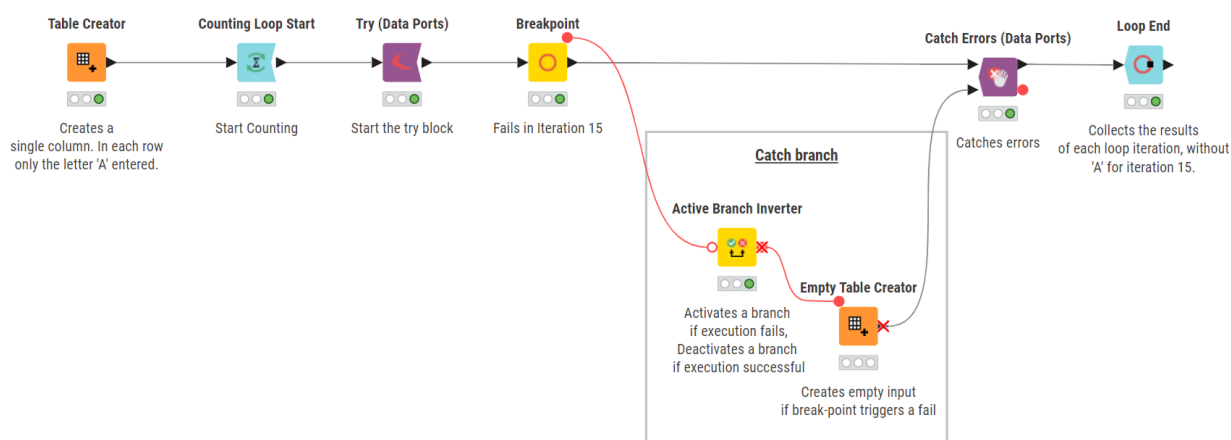 Table Creator
Creates a
single column. In each row
only the letter 'A' entered.
Counting Loop Start
Σ
Start Counting
Try (Data Ports)
Start the try block
Breakpoint
Fails in Iteration 15
Catch Errors (Data Ports)
Catches errors
Loop End
Collects the results
of each loop iteration, without
'A' for iteration 15.
Catch branch
Active Branch Inverter
Activates a branch
if execution fails,
Deactivates a branch
if execution successful
Empty Table Creator
Creates empty input
if break-point triggers a fail